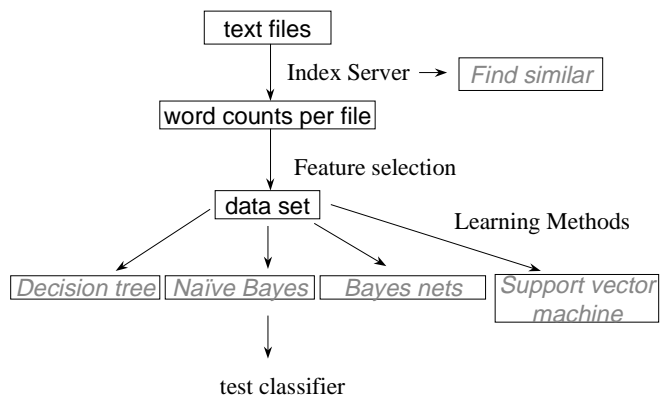 text files
Index Server
Find similar
word counts per file
Feature selection
data set
Learning Methods
Decision tree
Naïve Bayes
Bayes nets
Support vector
machine
test classifier